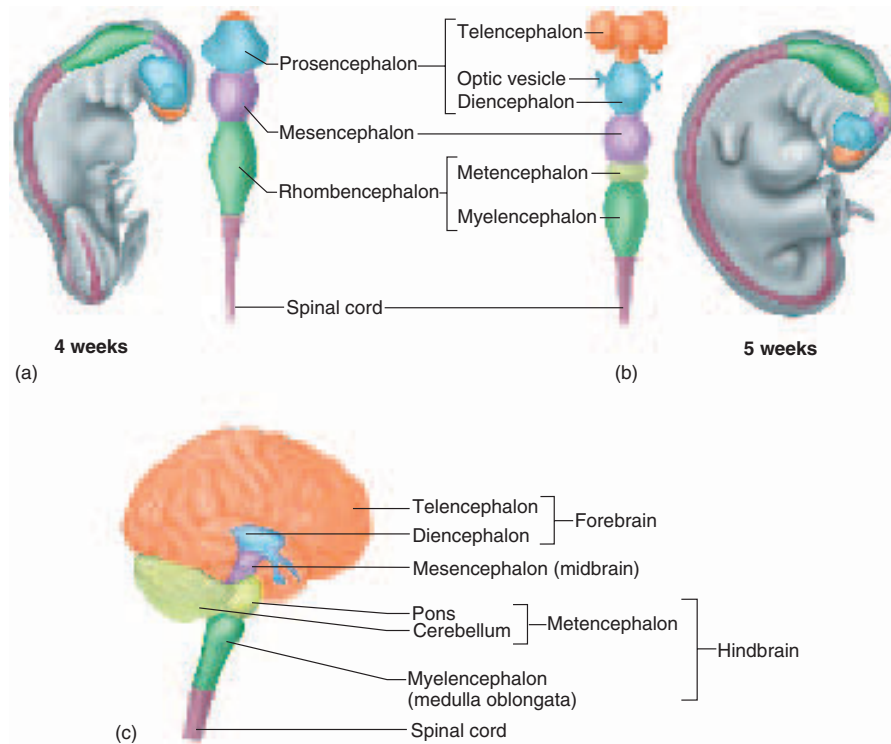 Telencephalon
Prosencephalon
Optic vesicle
Diencephalon
Mesencephalon
Metencephalon
Rhombencephalon
Myelencephalon
Spinal cord
4 weeks
5 weeks
(a)
(b)
Telencephalon
Forebrain
Diencephalon
Mesencephalon (midbrain)
Pons
Metencephalon
Cerebellum
Hindbrain
Myelencephalon
(medulla oblongata)
Spinal cord
(c)